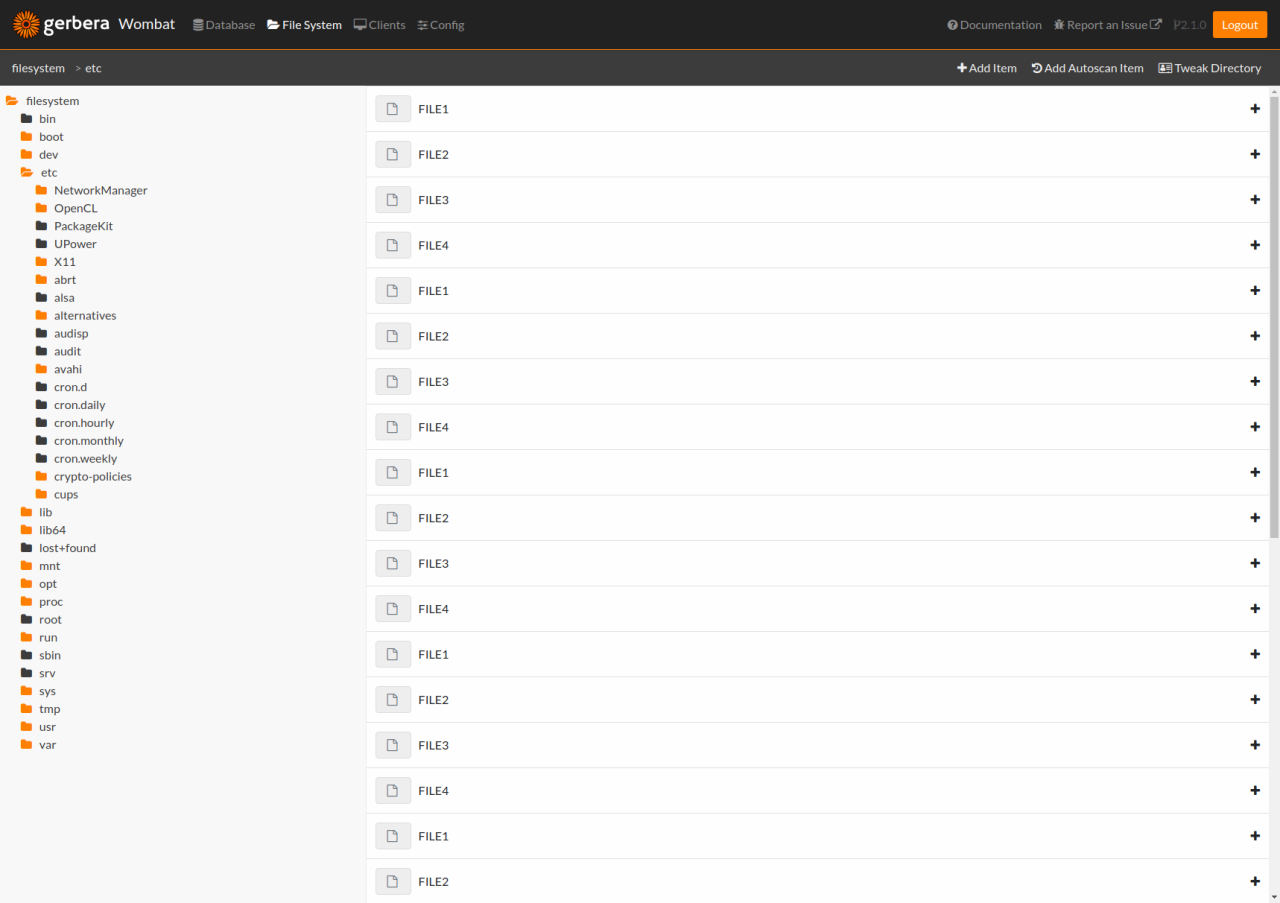 gerbera Wombat Database File System Clients Config Documentation Report an Issue 2.1.0 Logout
filesystem > etc Add Item Add Autoscan Item Tweak Directory
filesystem
bin
boot
dev
etc
NetworkManager
OpenCL
PackageKit
UPower
X11
abrt
alsa
alternatives
audisp
audit
avahi
cron.d
cron.daily
cron.hourly
cron.monthly
cron.weekly
crypto-policies
cups
lib
lib64
lost+found
mnt
opt
proc
root
run
sbin
srv
sys
tmp
usr
var
FILE1
FILE2
FILE3
FILE4
FILE1
FILE2
FILE3
FILE4
FILE1
FILE2
FILE3
FILE4
FILE1
FILE2
FILE3
FILE4
FILE1
FILE2